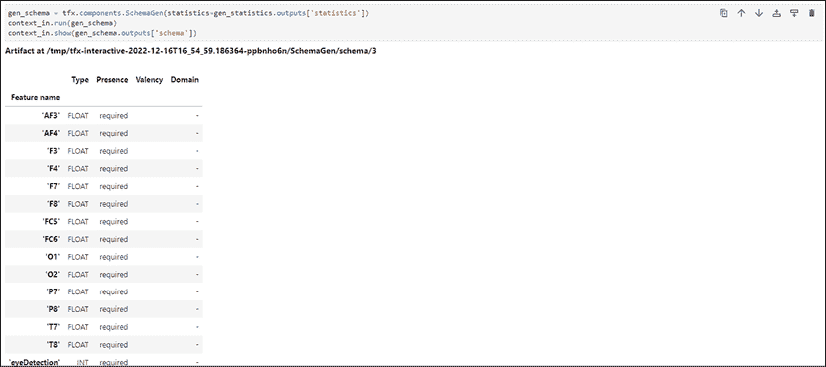 gen_schema = tfx.components.SchemaGen(statistics=gen_statistics.outputs['statistics'])
context_in.run(gen_schema)
context_in.show(gen_schema.outputs['schema'])
Artifact at /tmp/tfx-interactive-2022-12-16T16_54_59.186364-ppbnho6n/SchemaGen/schema/3
Type Presence Valency Domain
Feature name
'AF3' FLOAT required -
'AF4' FLOAT required -
'F3' FLOAT required -
'F4' FLOAT required -
'F7' FLOAT required -
'F8' FLOAT required -
'FC5' FLOAT required -
'FC6' FLOAT required -
'O1' FLOAT required -
'O2' FLOAT required -
'P7' FLOAT required -
'P8' FLOAT required -
'T7' FLOAT required -
'T8' FLOAT required -
'eyeDetection' INT required -